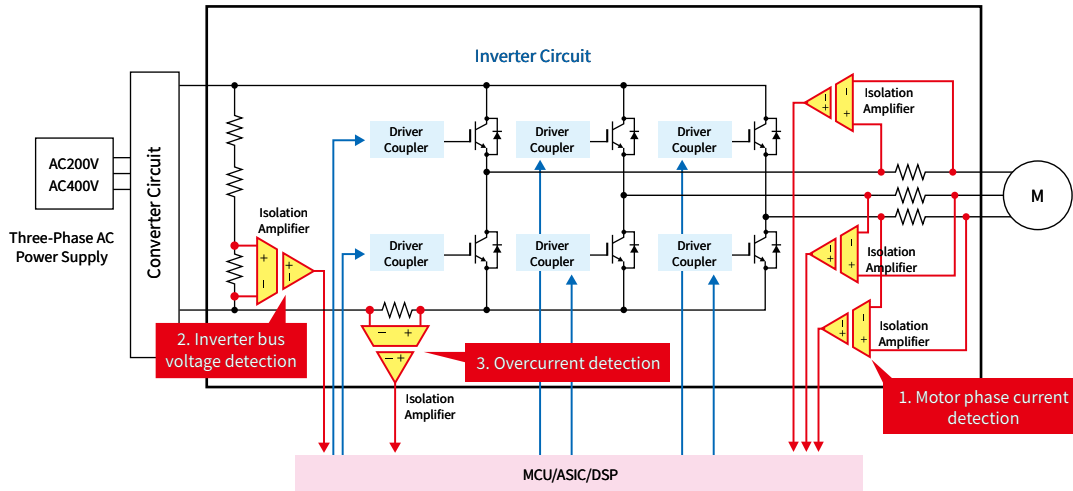 Inverter Circuit
AC200V
AC400V
Three-Phase AC
Power Supply
Converter Circuit
Isolation
Amplifier
+
−
+
−
2. Inverter bus
voltage detection
Driver
Coupler
Driver
Coupler
Driver
Coupler
Driver
Coupler
Driver
Coupler
Driver
Coupler
− +
− +
3. Overcurrent detection
Isolation
Amplifier
Isolation
Amplifier
−
+
−
+
M
Isolation
Amplifier
−
+
−
+
Isolation
Amplifier
−
+
−
+
1. Motor phase current
detection
MCU/ASIC/DSP